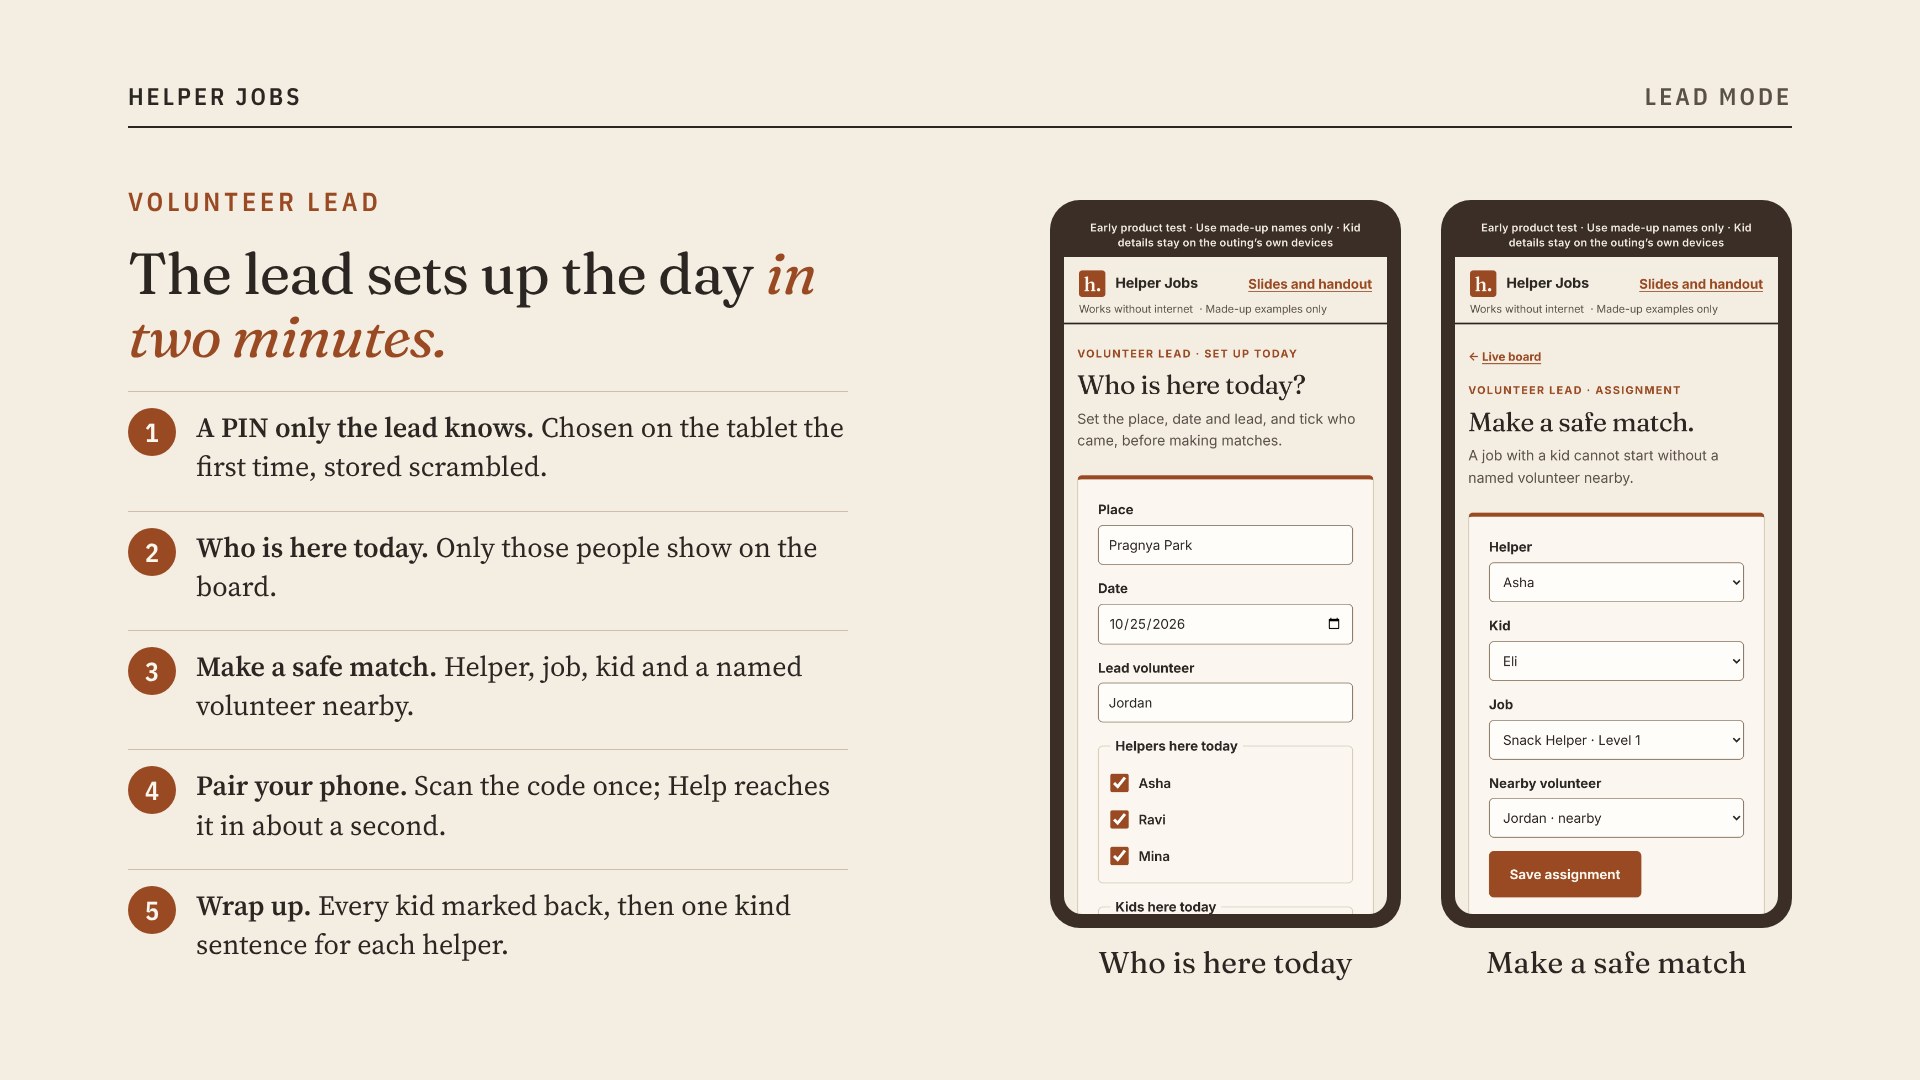 HELPER JOBS
LEAD MODE
VOLUNTEER LEAD
The lead sets up the day in
two minutes.
1
A PIN only the lead knows. Chosen on the tablet the
first time, stored scrambled.
2
Who is here today. Only those people show on the
board.
3
Make a safe match. Helper, job, kid and a named
volunteer nearby.
4
Pair your phone. Scan the code once; Help reaches
it in about a second.
5
Wrap up. Every kid marked back, then one kind
sentence for each helper.
Early product test · Use made-up names only · Kid
details stay on the outing’s own devices
h. Helper Jobs
Slides and handout
Works without internet · Made-up examples only
VOLUNTEER LEAD · SET UP TODAY
Who is here today?
Set the place, date and lead, and tick who
came, before making matches.
Place
Pragnya Park
Date
10/25/2026
Lead volunteer
Jordan
Helpers here today
Asha
Ravi
Mina
Kids here today
Who is here today
Early product test · Use made-up names only · Kid
details stay on the outing’s own devices
h. Helper Jobs
Slides and handout
Works without internet · Made-up examples only
← Live board
VOLUNTEER LEAD · ASSIGNMENT
Make a safe match.
A job with a kid cannot start without a
named volunteer nearby.
Helper
Asha
Kid
Eli
Job
Snack Helper · Level 1
Nearby volunteer
Jordan · nearby
Save assignment
Make a safe match